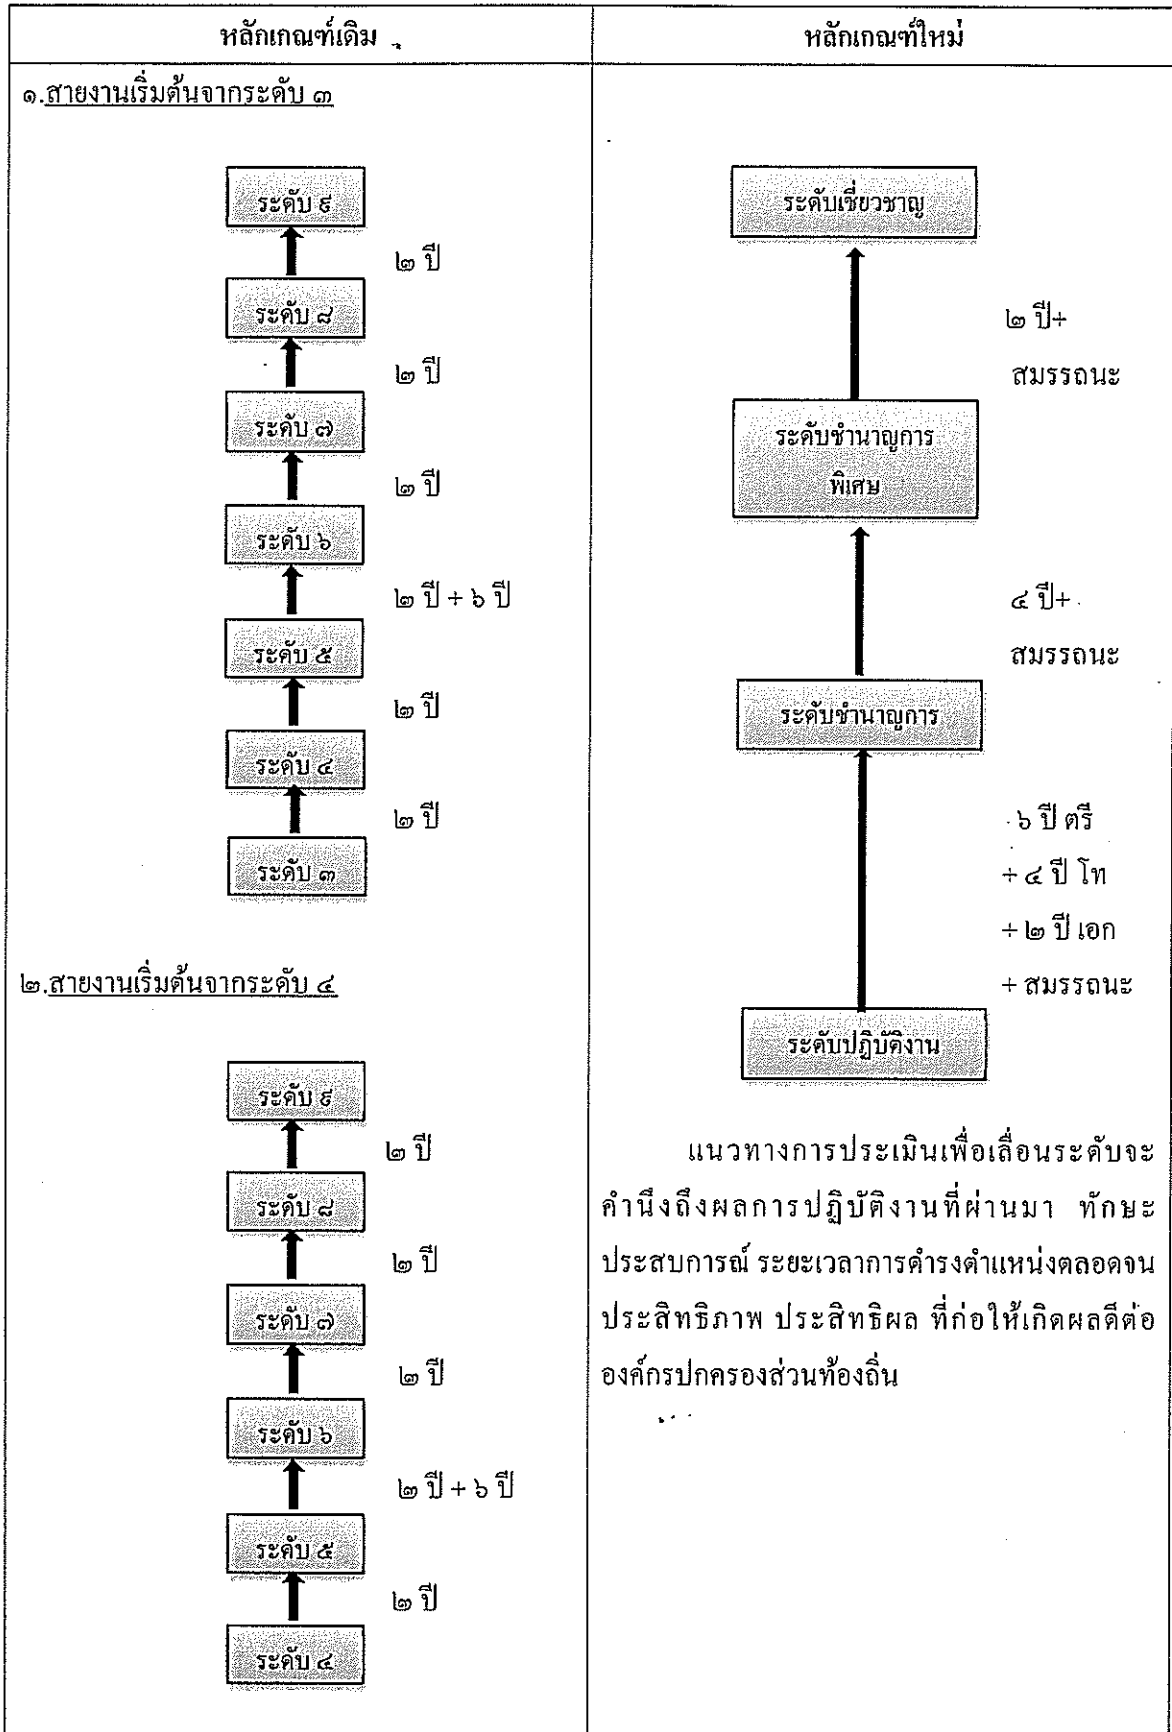 หลักเกณฑ์เดิม
๑.สายงานเริ่มต้นจากระดับ ๓
ระดับ ๙
๒ ปี
ระดับ ๘
๒ ปี
ระดับ ๗
๒ ปี
ระดับ ๖
๒ ปี + ๖ ปี
ระดับ ๕
๒ ปี
ระดับ ๔
๒ ปี
ระดับ ๓
๒.สายงานเริ่มต้นจากระดับ ๔
ระดับ ๙
๒ ปี
ระดับ ๘
๒ ปี
ระดับ ๗
๒ ปี
ระดับ ๖
๒ ปี + ๖ ปี
ระดับ ๕
๒ ปี
ระดับ ๔
หลักเกณฑ์ใหม่
ระดับเชี่ยวชาญ
๒ ปี+
สมรรถนะ
ระดับชำนาญการ
พิเศษ
๔ ปี+
สมรรถนะ
ระดับชำนาญการ
๖ ปี ตรี
+ ๔ ปี โท
+ ๒ ปี เอก
+ สมรรถนะ
ระดับปฏิบัติงาน
แนวทางการประเมินเพื่อเลื่อนระดับจะ
คำนึงถึงผลการปฏิบัติงานที่ผ่านมา ทักษะ
ประสบการณ์ ระยะเวลาการดำรงตำแหน่งตลอดจน
ประสิทธิภาพ ประสิทธิผล ที่ก่อให้เกิดผลดีต่อ
องค์กรปกครองส่วนท้องถิ่น